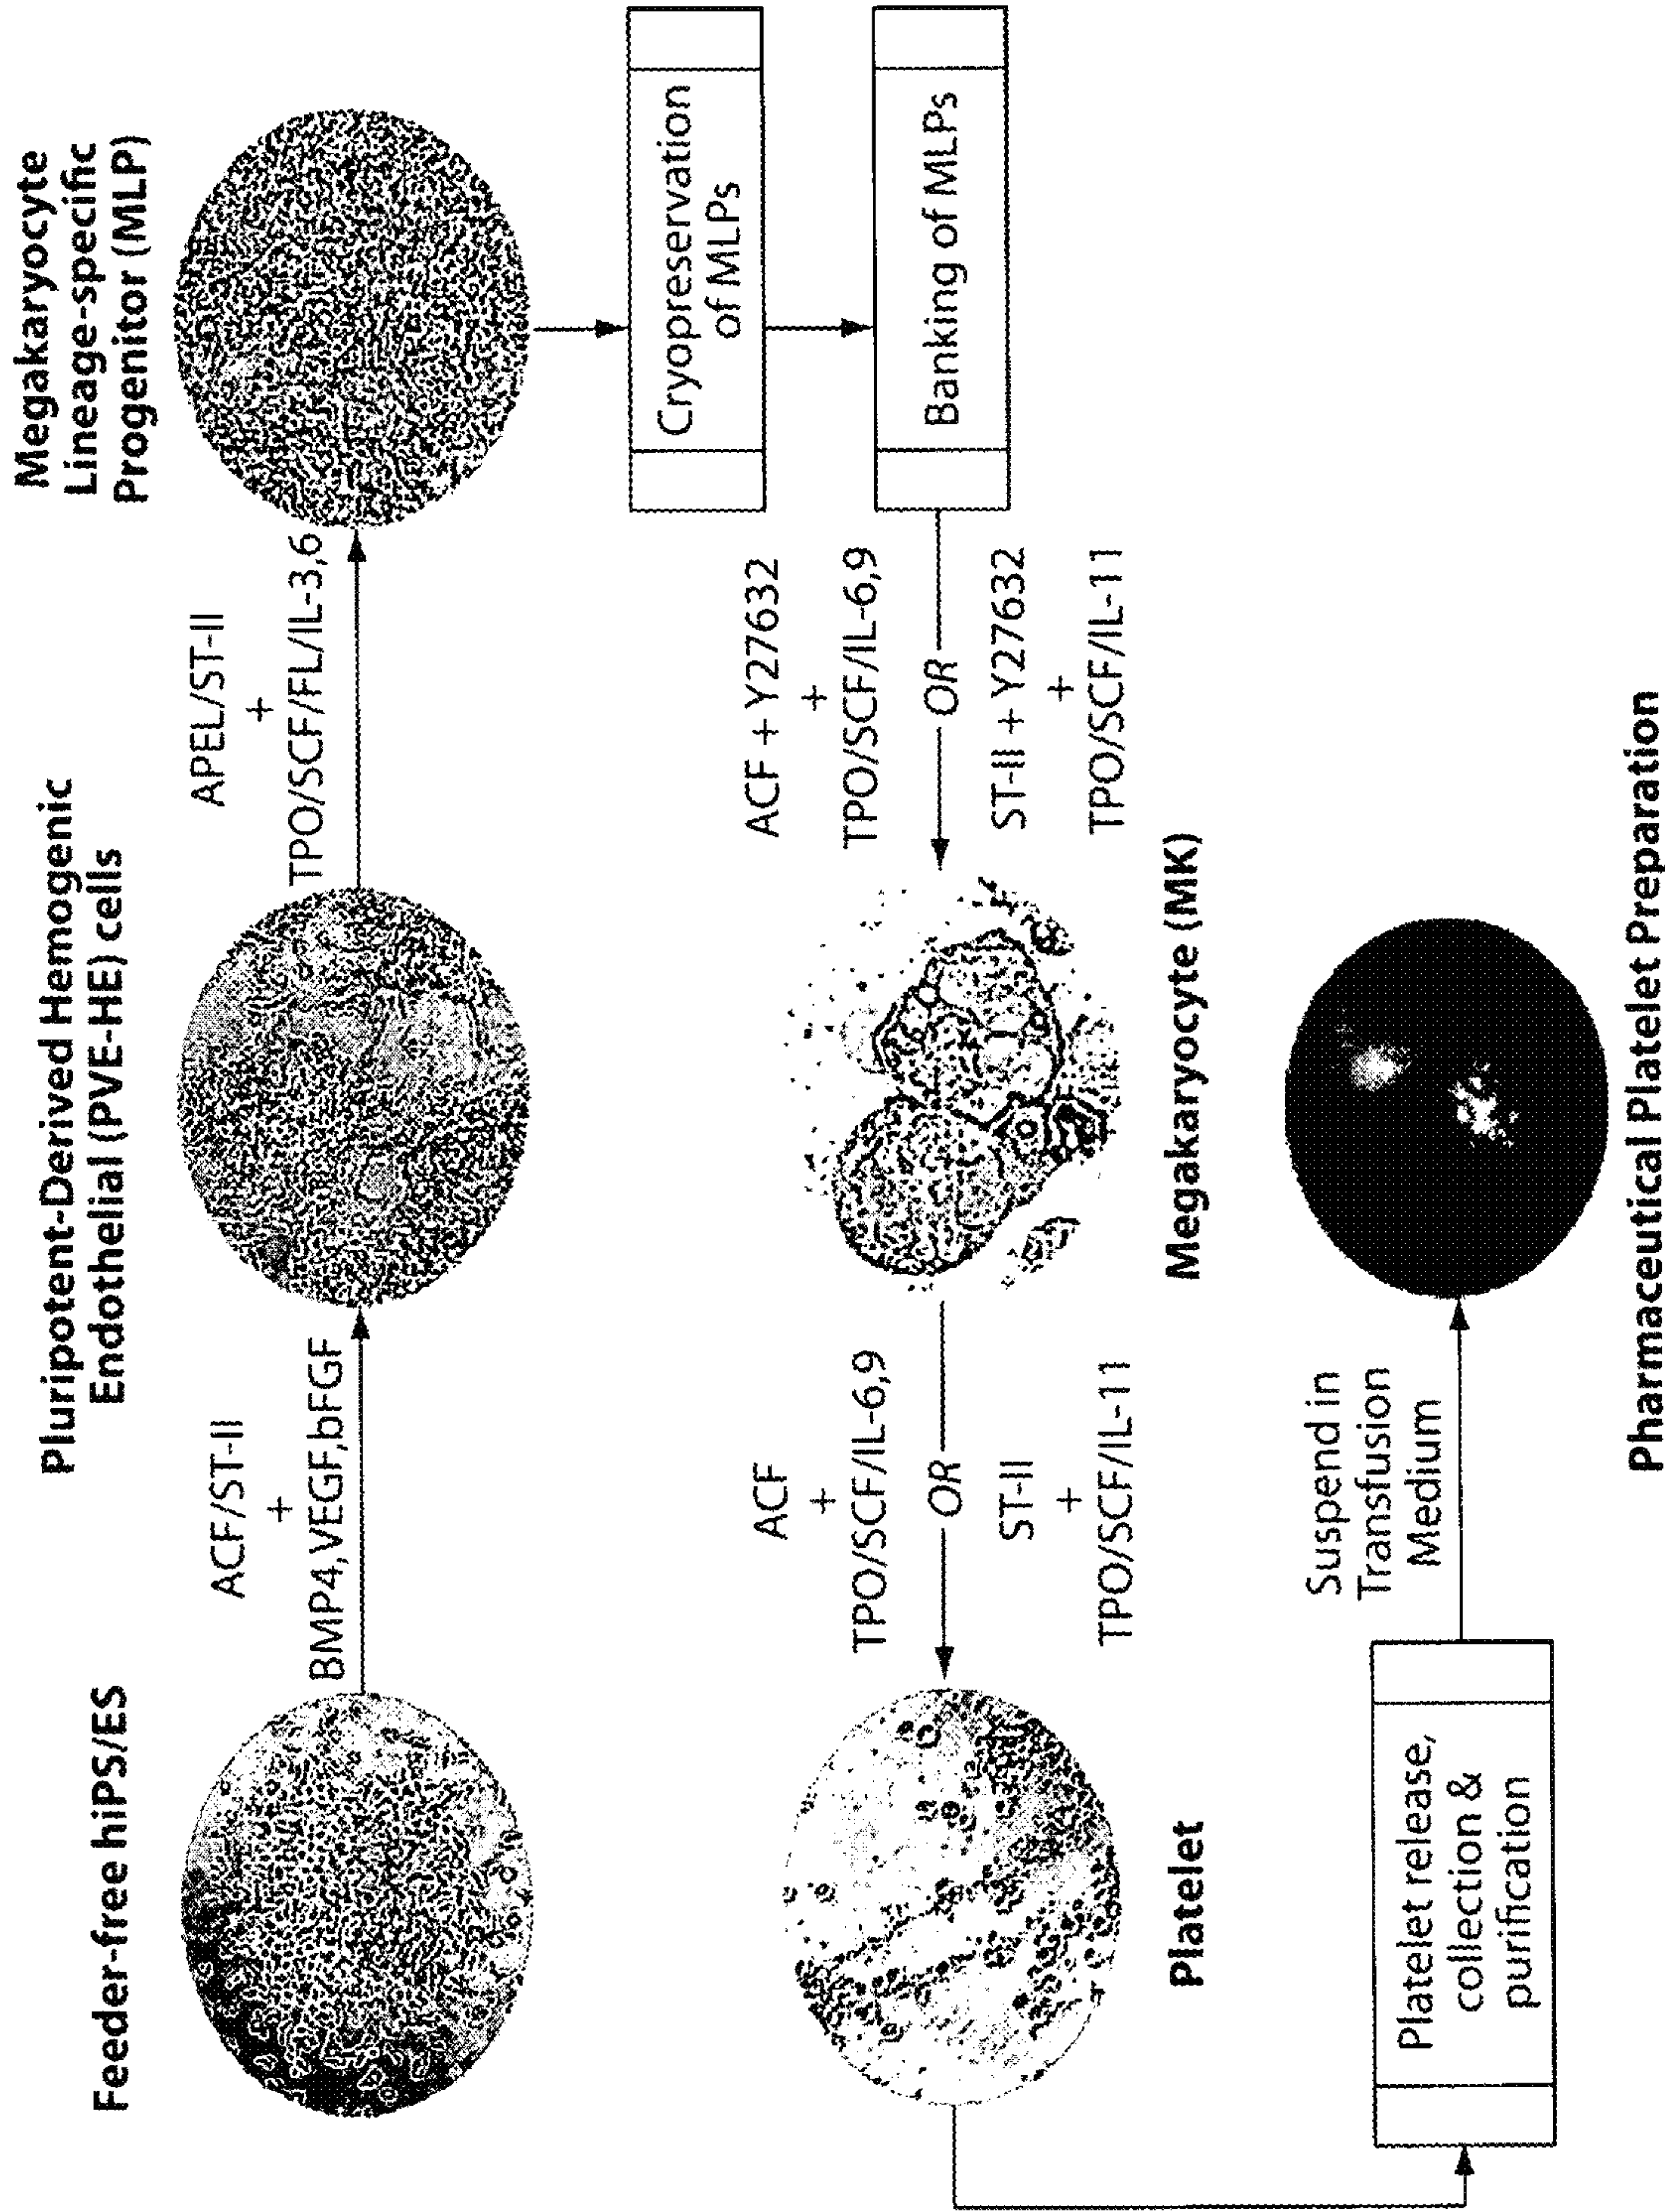 Feeder-free hiPS/ES
ACF/ST-II
+
BMP4,VEGF,bFGF
Pluripotent-Derived Hemogenic
Endothelial (PVE-HE) cells
APEL/ST-II
+
TPO/SCF/FL/IL-3,6
Megakaryocyte
Lineage-specific
Progenitor (MLP)
Cryopreservation
of MLPs
Banking of MLPs
ACF + Y27632
+
TPO/SCF/IL-6,9
OR
ST-II + Y27632
+
TPO/SCF/IL-11
Megakaryocyte (MK)
ACF
+
TPO/SCF/IL-6,9
OR
ST-II
+
TPO/SCF/IL-11
Platelet
Platelet release,
collection &
purification
Suspend in
Transfusion
Medium
Pharmaceutical Platelet Preparation